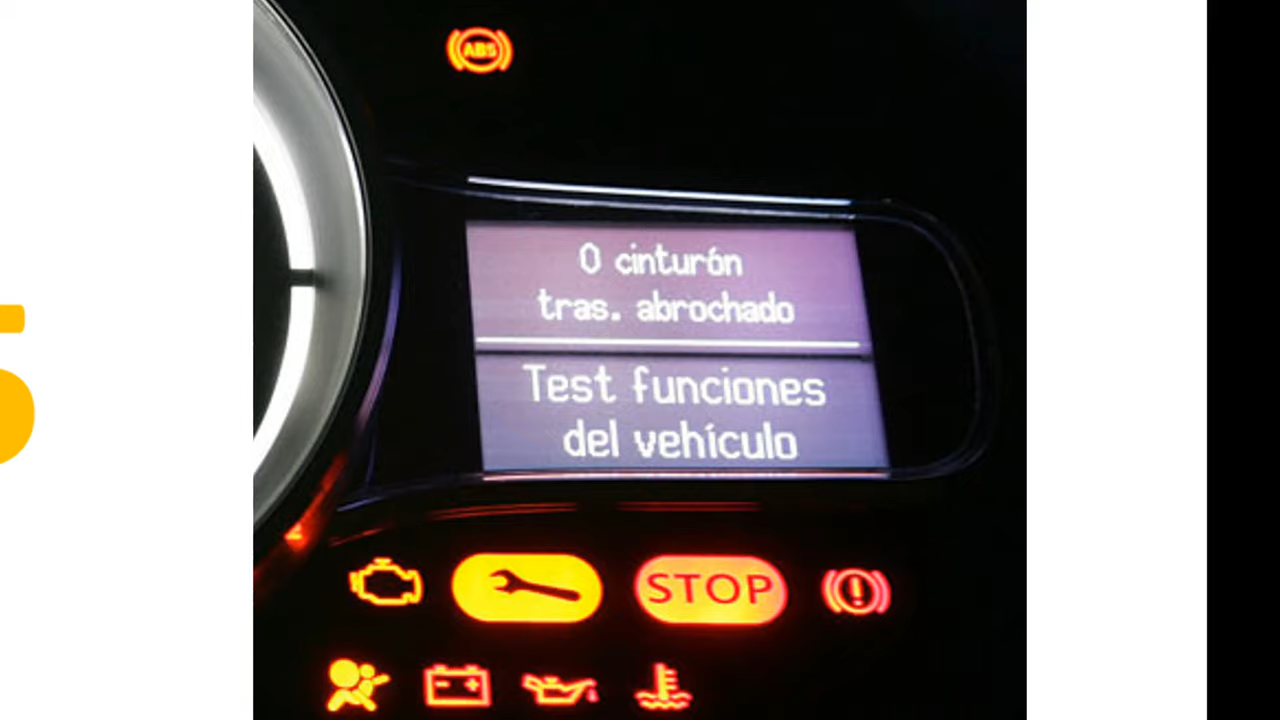 ABS
0 cinturón
tras. abrochado
Test funciones
del vehículo
STOP